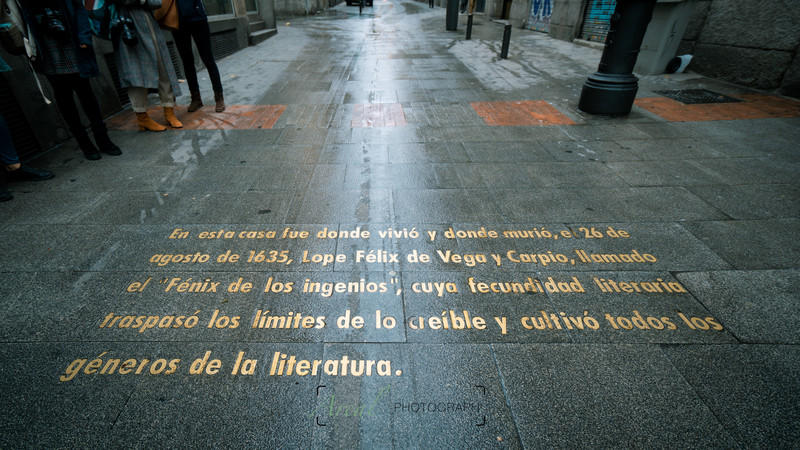 En esta casa fue donde vivió y donde murió, el 26 de
agosto de 1635, Lope Félix de Vega y Carpio, llamado
el "Fénix de los ingenios", cuya fecundidad literaria
traspasó los límites de lo creíble y cultivó todos los
géneros de la literatura.
PHOTOGRAPHY